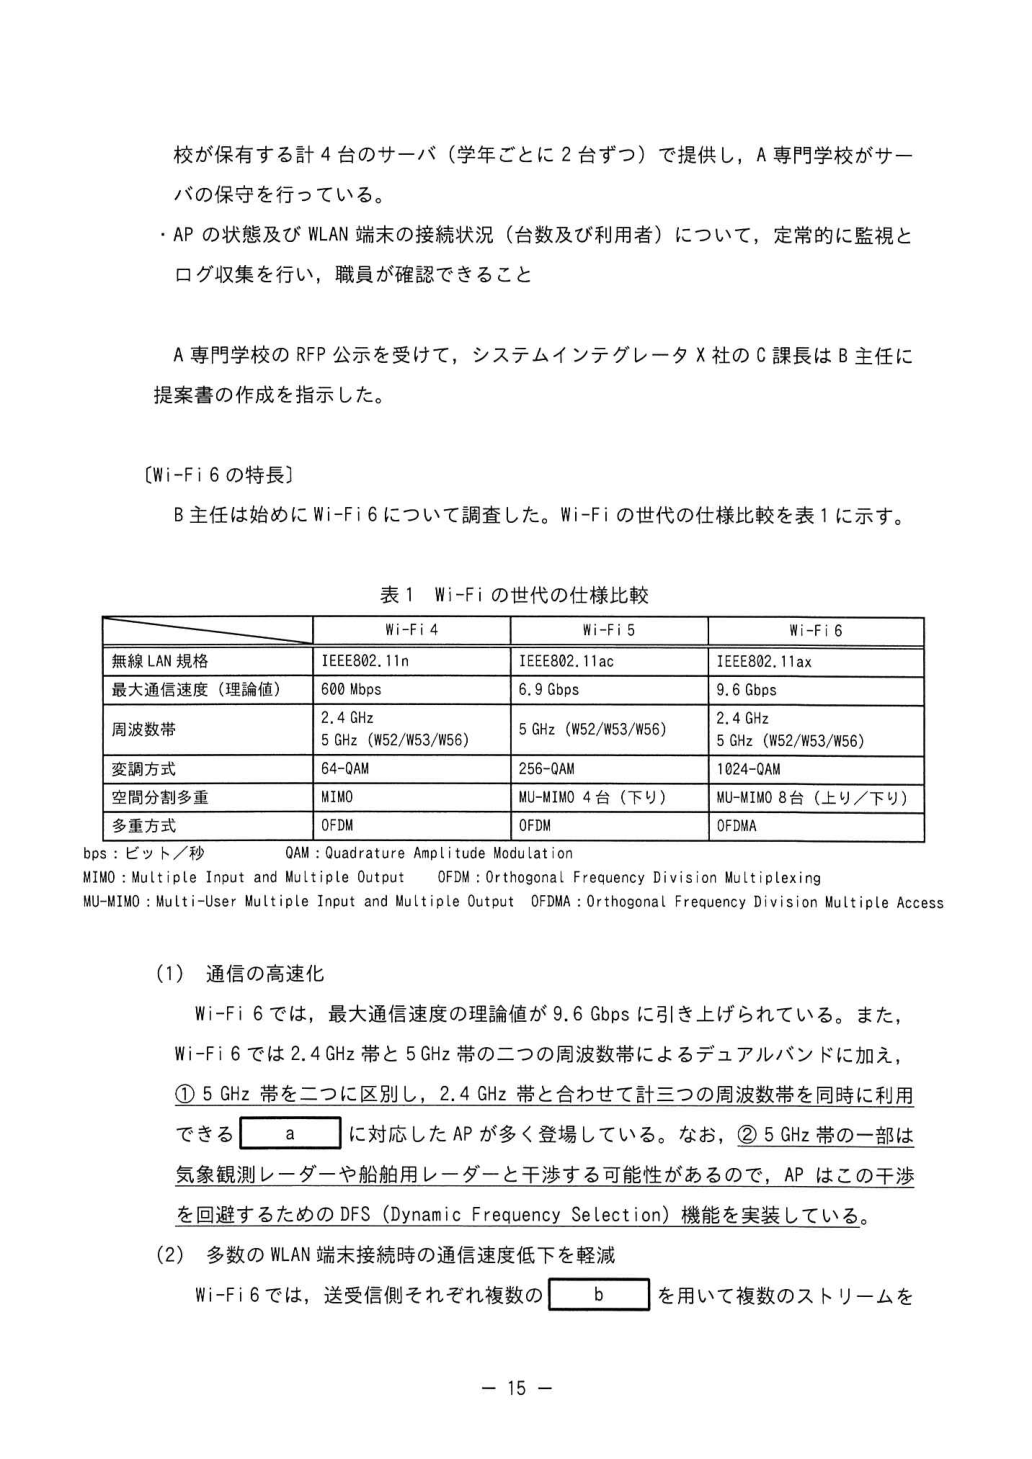 校が保有する計 4 台のサーバ（学年ごとに 2 台ずつ）で提供し，A 専門学校がサー
バの保守を行っている。
・AP の状態及び WLAN 端末の接続状況（台数及び利用者）について，定常的に監視と
ログ収集を行い，職員が確認できること
A 専門学校の RFP 公示を受けて，システムインテグレータ X 社の C 課長は B 主任に
提案書の作成を指示した。
〔Wi-Fi 6 の特長〕
B 主任は始めに Wi-Fi 6 について調査した。Wi-Fi の世代の仕様比較を表 1 に示す。
表 1　Wi-Fi の世代の仕様比較
Wi-Fi 4 Wi-Fi 5 Wi-Fi 6
無線 LAN 規格 IEEE802.11n IEEE802.11ac IEEE802.11ax
最大通信速度（理論値） 600 Mbps 6.9 Gbps 9.6 Gbps
周波数帯 2.4 GHz 5 GHz（W52/W53/W56） 5 GHz（W52/W53/W56） 2.4 GHz 5 GHz（W52/W53/W56）
変調方式 64-QAM 256-QAM 1024-QAM
空間分割多重 MIMO MU-MIMO 4 台（下り） MU-MIMO 8 台（上り／下り）
多重方式 OFDM OFDM OFDMA
bps：ビット／秒 QAM：Quadrature Amplitude Modulation
MIMO：Multiple Input and Multiple Output OFDM：Orthogonal Frequency Division Multiplexing
MU-MIMO：Multi-User Multiple Input and Multiple Output OFDMA：Orthogonal Frequency Division Multiple Access
(1)　通信の高速化
Wi-Fi 6 では，最大通信速度の理論値が 9.6 Gbps に引き上げられている。また，
Wi-Fi 6 では 2.4 GHz 帯と 5 GHz 帯の二つの周波数帯によるデュアルバンドに加え，
① 5 GHz 帯を二つに区別し，2.4 GHz 帯と合わせて計三つの周波数帯を同時に利用
できる a に対応した AP が多く登場している。なお，② 5 GHz 帯の一部は
気象観測レーダーや船舶用レーダーと干渉する可能性があるので，AP はこの干渉
を回避するための DFS（Dynamic Frequency Selection）機能を実装している。
(2)　多数の WLAN 端末接続時の通信速度低下を軽減
Wi-Fi 6 では，送受信側それぞれ複数の b を用いて複数のストリームを
－ 15 －